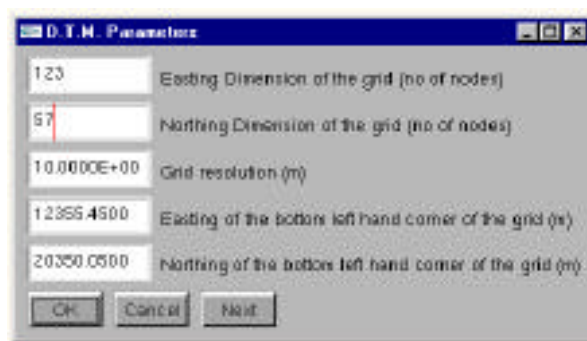 D.T.M. Parameters
123 Easting Dimension of the grid (no of nodes)
67 Northing Dimension of the grid (no of nodes)
10.0000E+00 Grid resolution (m)
12355.4500 Easting of the bottom left hand corner of the grid (m)
20350.0500 Northing of the bottom left hand corner of the grid (m)
OK Cancel Next